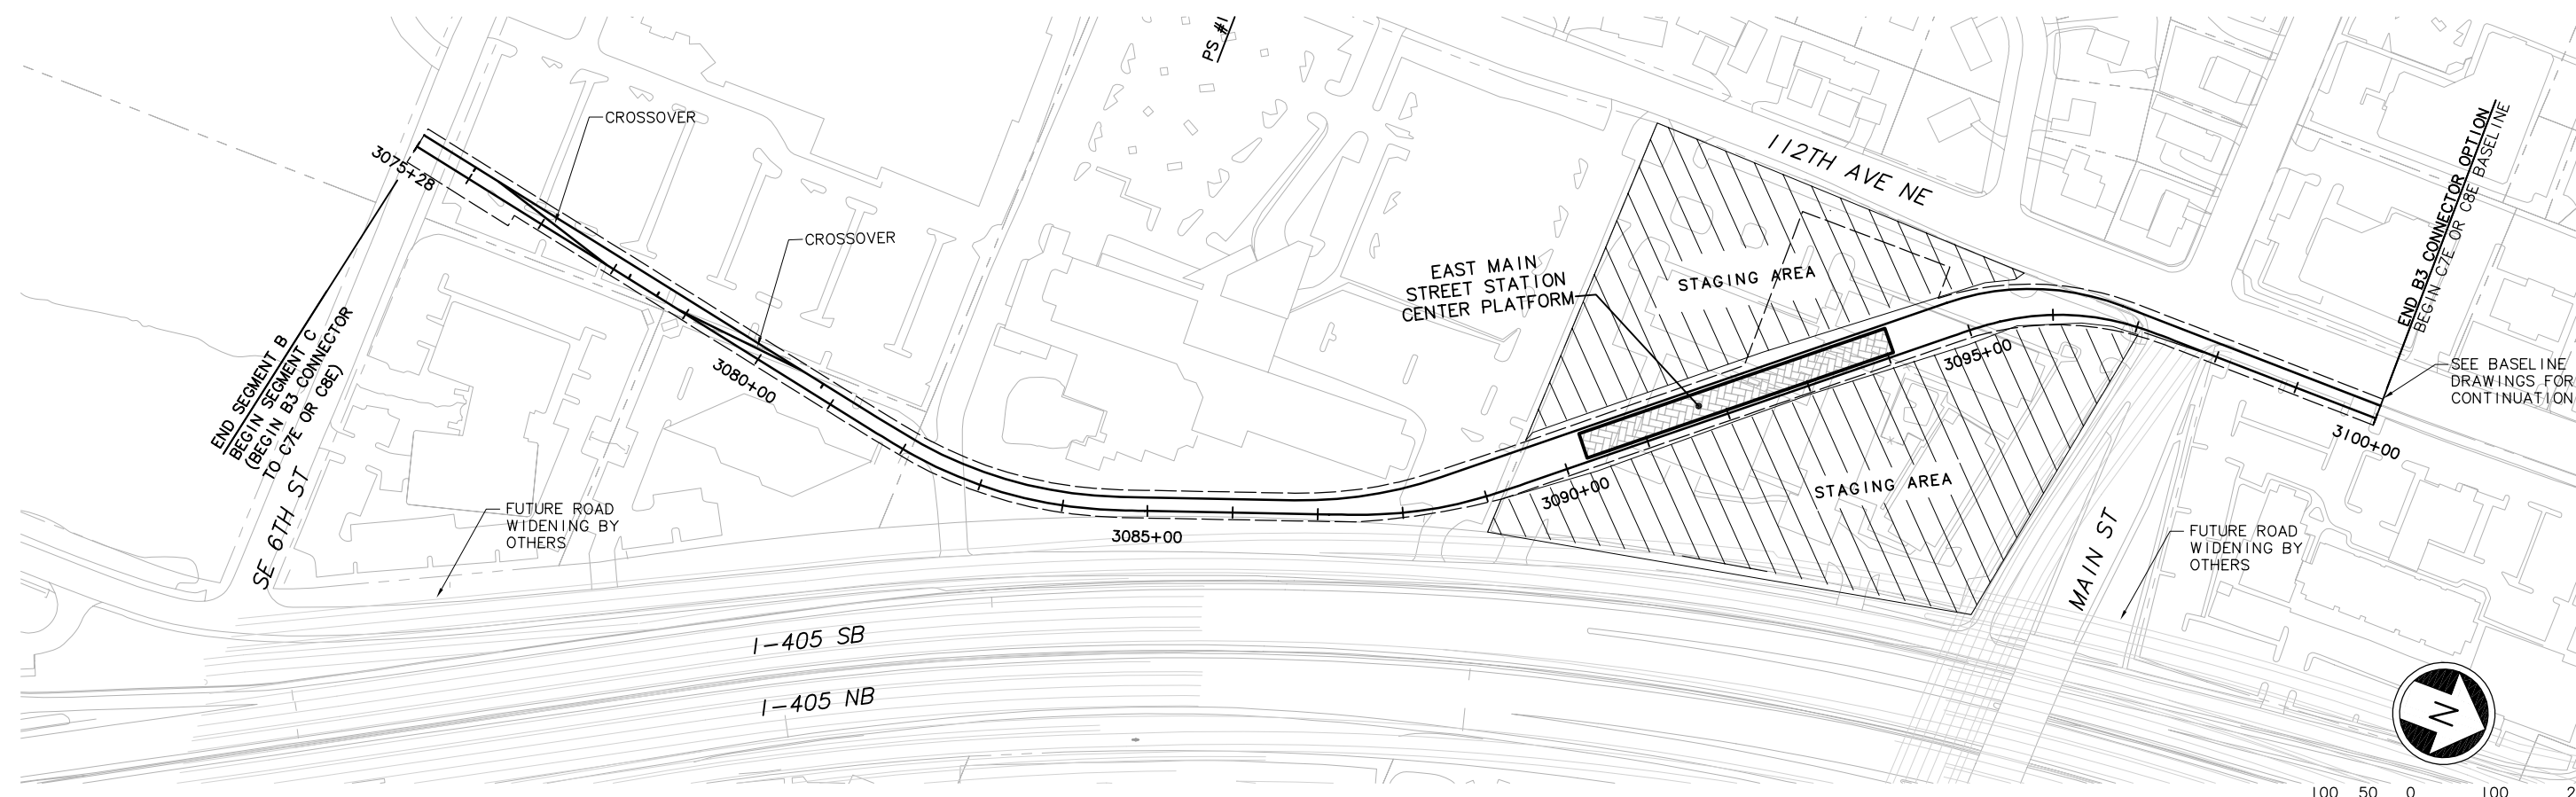 PS #1
CROSSOVER
3075+28
CROSSOVER
112TH AVE NE
END B3 CONNECTOR OPTION
BEGIN C7E OR C8E BASELINE
EAST MAIN
STREET STATION
CENTER PLATFORM
STAGING AREA
END SEGMENT B
BEGIN SEGMENT C
(BEGIN B3 CONNECTOR
TO C7E OR C8E)
3080+00
3095+00
SEE BASELINE
DRAWINGS FOR
CONTINUATION
3100+00
SE 6TH ST
FUTURE ROAD
WIDENING BY
OTHERS
3085+00
3090+00
STAGING AREA
MAIN ST
FUTURE ROAD
WIDENING BY
OTHERS
I-405 SB
I-405 NB
N
100 50 0 100 2